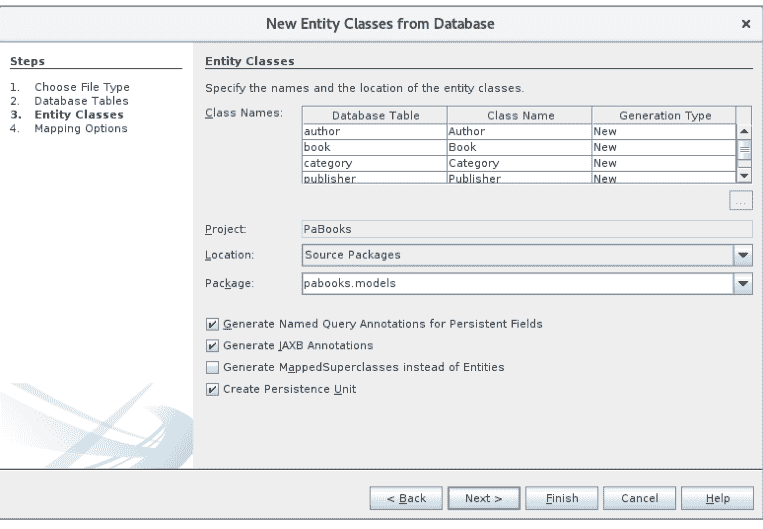 New Entity Classes from Database
×
Steps
1. Choose File Type
2. Database Tables
3. Entity Classes
4. Mapping Options
Entity Classes
Specify the names and the location of the entity classes.
Class Names:
Database Table Class Name Generation Type
author Author New
book Book New
category Category New
publisher Publisher New
...
Project: PaBooks
Location: Source Packages
Package: pabooks.models
Generate Named Query Annotations for Persistent Fields
Generate JAXB Annotations
Generate MappedSuperclasses instead of Entities
Create Persistence Unit
< Back Next > Finish Cancel Help